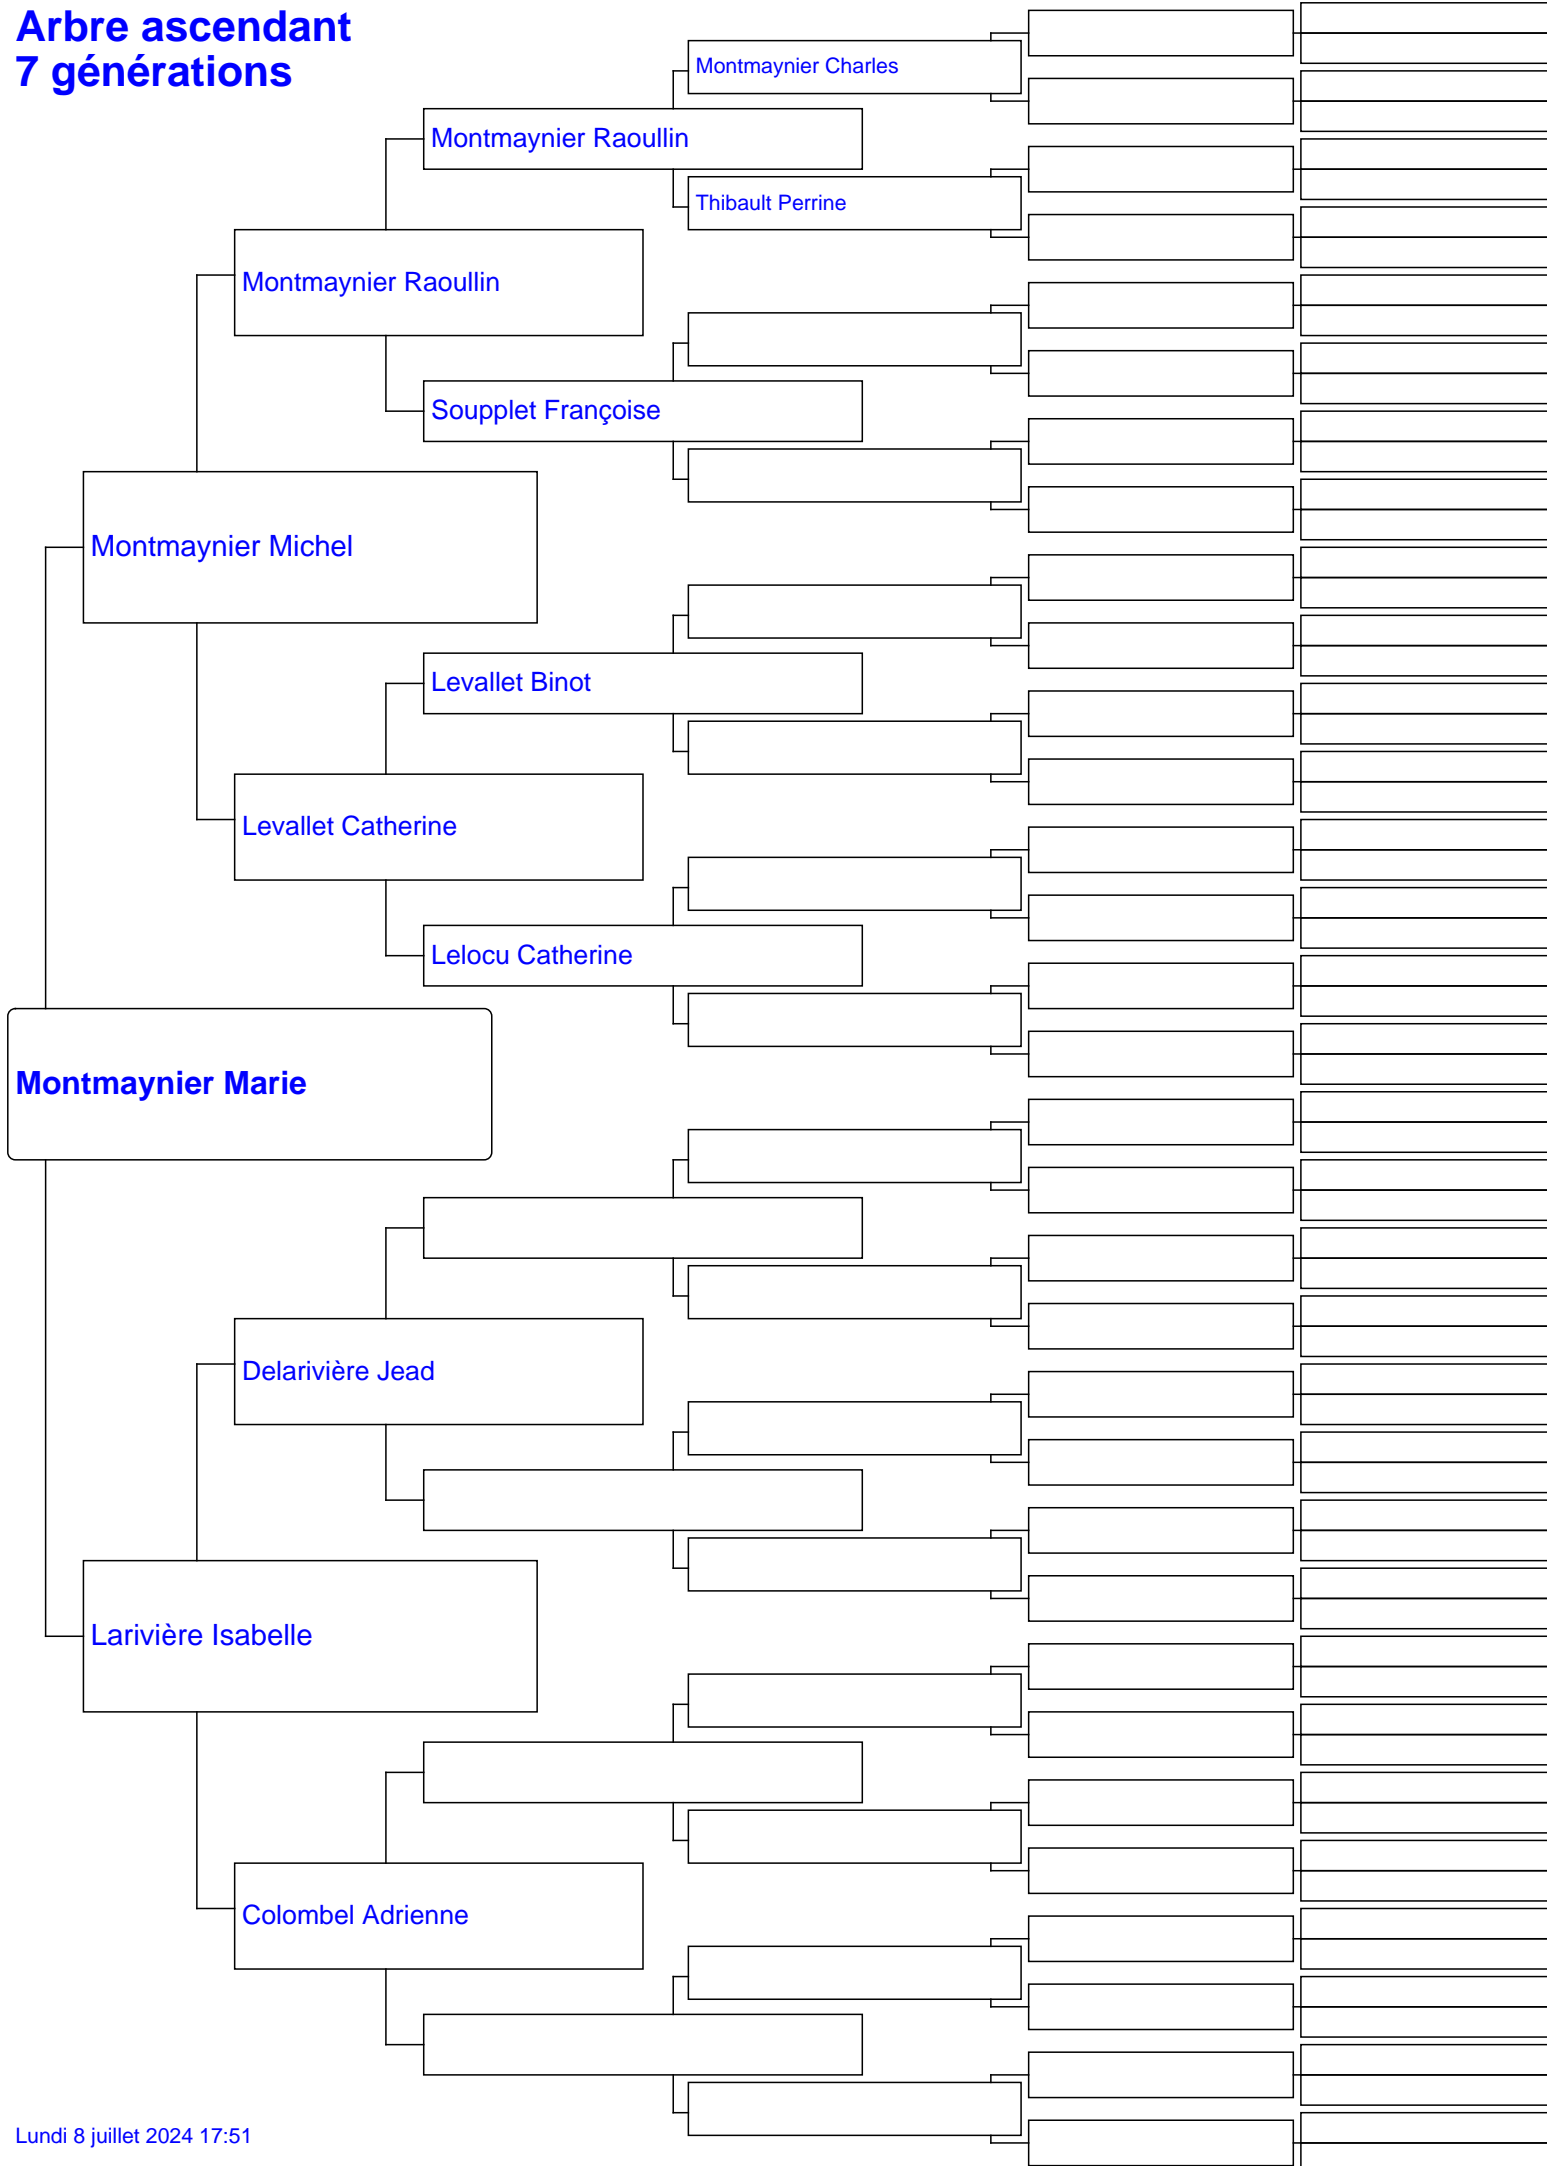 Arbre ascendant
7 générations
Montmaynier Charles
Montmaynier Raoullin
Thibault Perrine
Montmaynier Raoullin
Soupplet Françoise
Montmaynier Michel
Levallet Binot
Levallet Catherine
Lelocu Catherine
Montmaynier Marie
Delarivière Jead
Larivière Isabelle
Colombel Adrienne
Lundi 8 juillet 2024 17:51